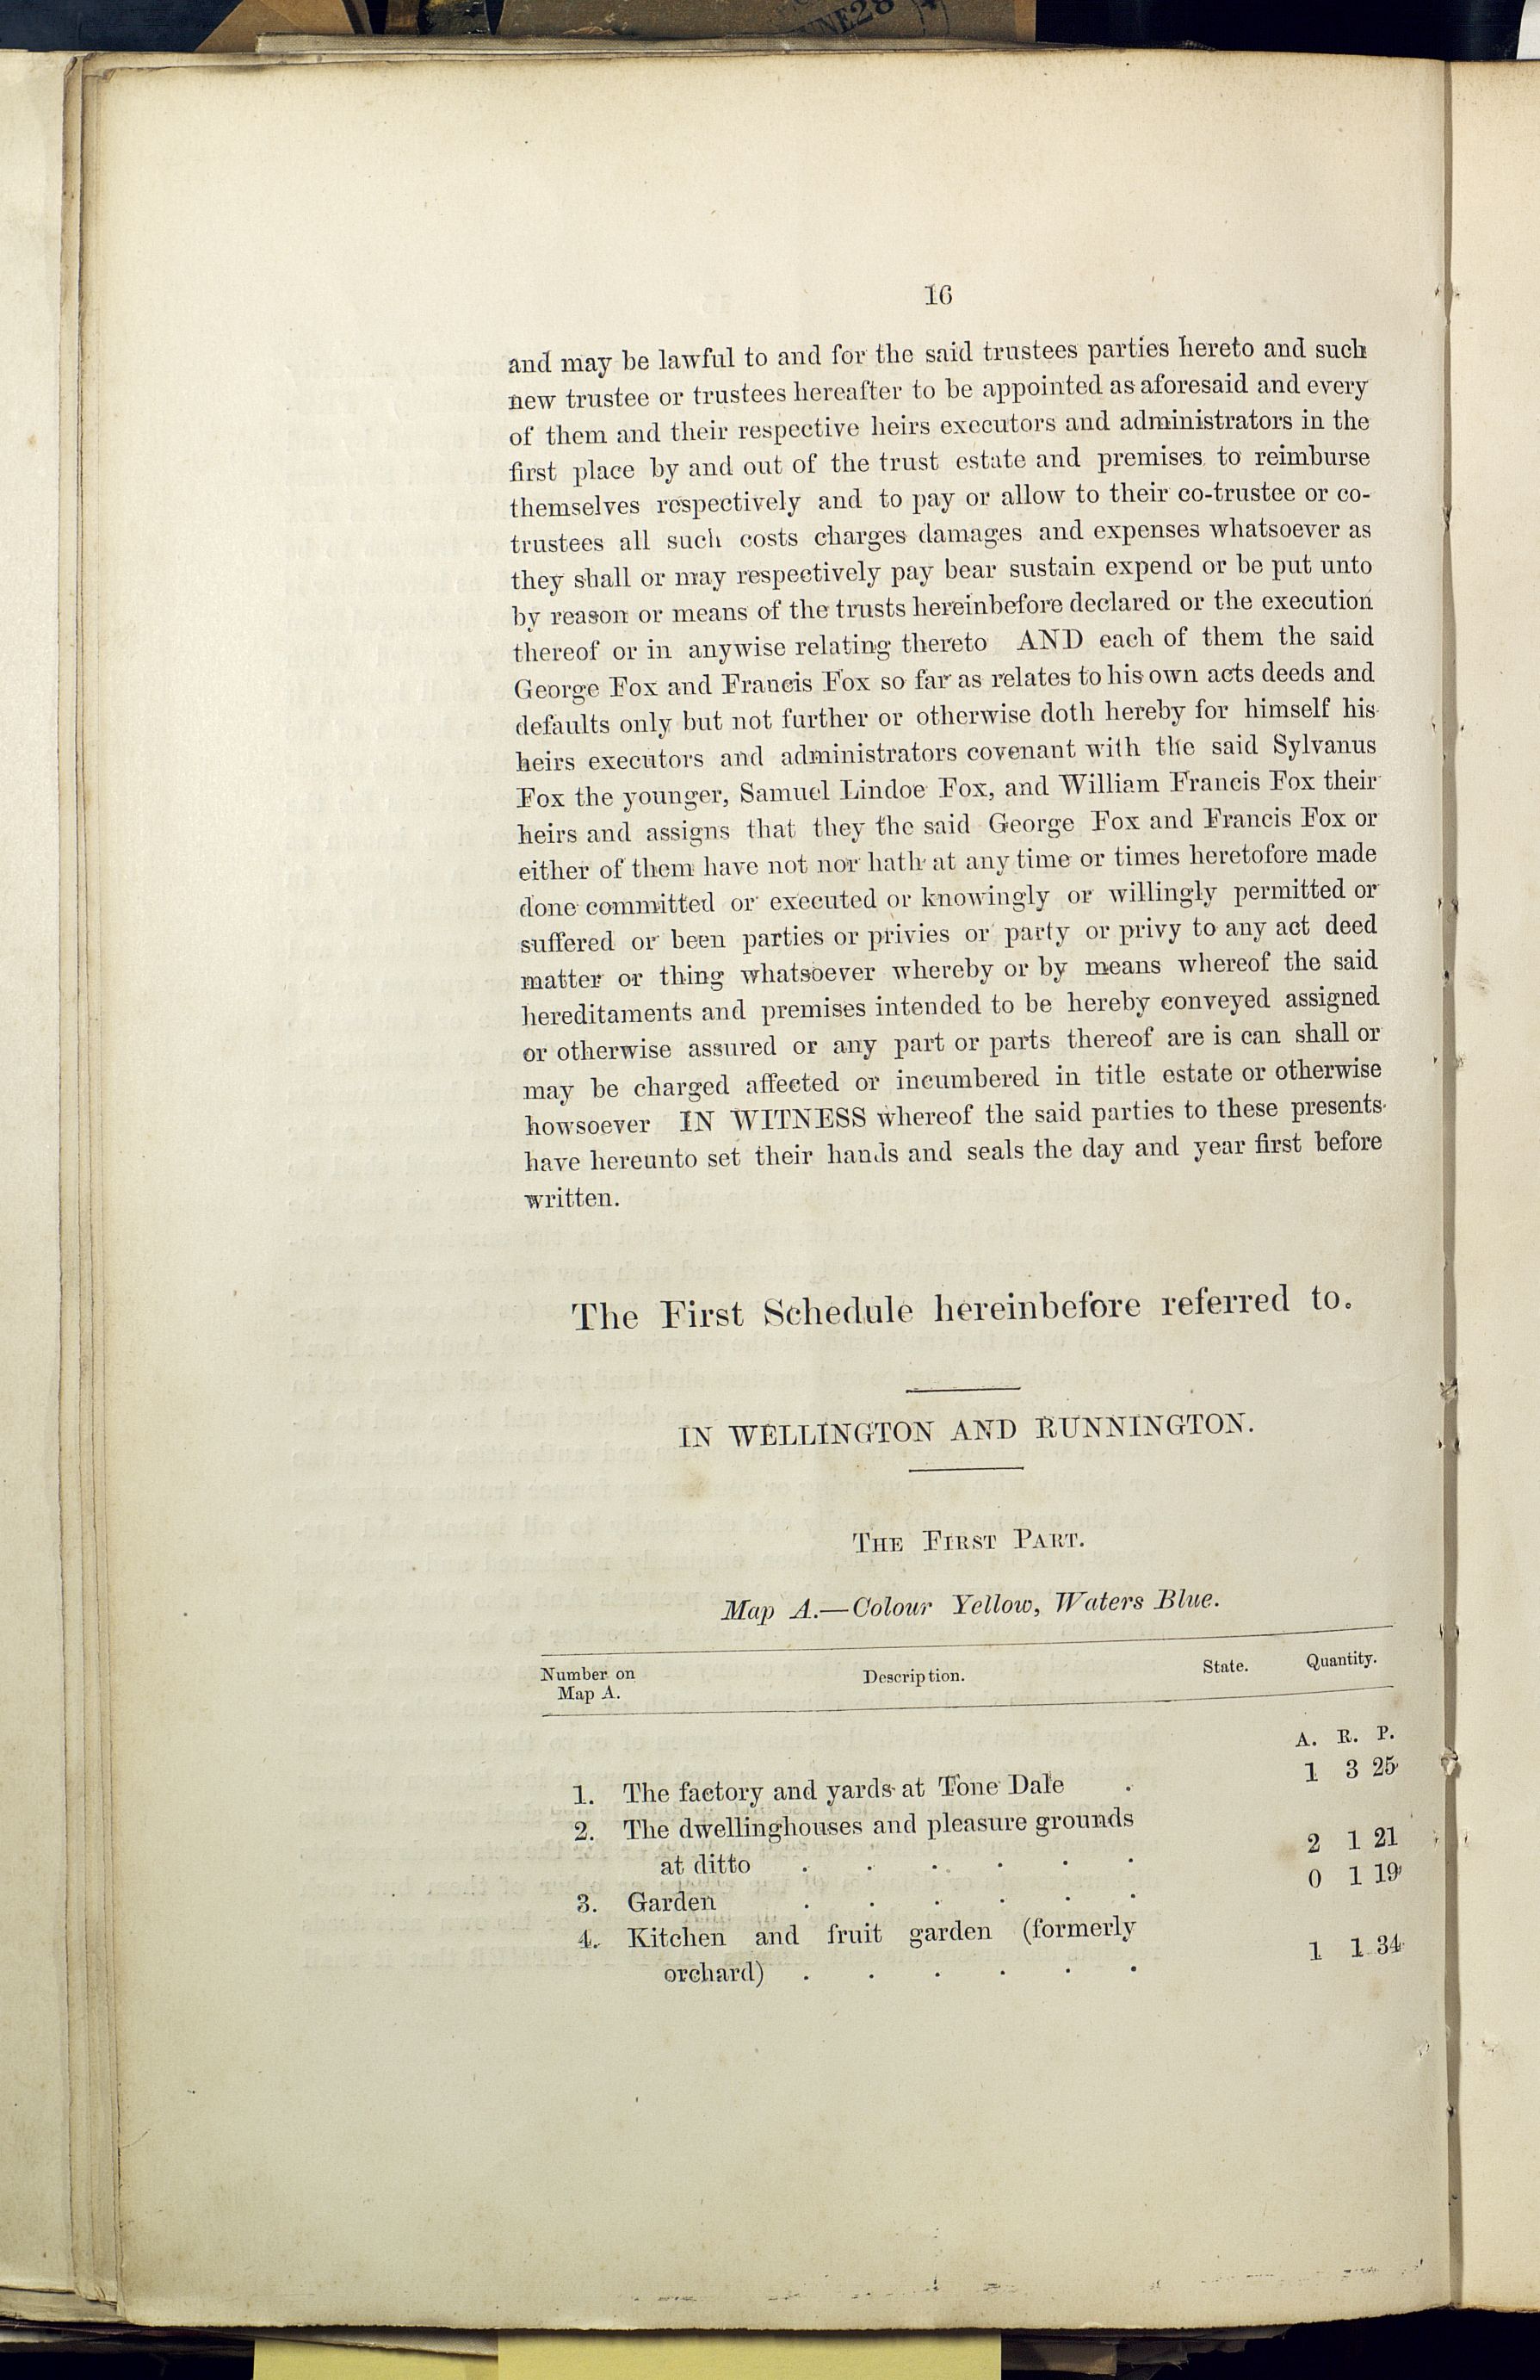 UNE28
16
and may be lawful to and for the said trustees parties hereto and such
new trustee or trustees hereafter to be appointed as aforesaid and every
of them and their respective heirs executors and administrators in the
first place by and out of the trust estate and premises to reimburse
themselves respectively and to pay or allow to their co-trustee or co-
trustees all such costs charges damages and expenses whatsoever as
they shall or may respectively pay bear sustain expend or be put unto
by reason or means of the trusts hereinbefore declared or the execution
thereof or in anywise relating thereto AND each of them the said
George Fox and Francis Fox so far as relates to his own acts deeds and
defaults only but not further or otherwise doth hereby for himself his
heirs executors and administrators covenant with the said Sylvanus
Fox the younger, Samuel Lindoe Fox, and William Francis Fox their
heirs and assigns that they the said George Fox and Francis Fox or
either of them have not nor hath at any time or times heretofore made
done committed or executed or knowingly or willingly permitted or
suffered or been parties or privies or party or privy to any act deed
matter or thing whatsoever whereby or by means whereof the said
hereditaments and premises intended to be hereby conveyed assigned
or otherwise assured or any part or parts thereof are is can shall or
may be charged affected or incumbered in title estate or otherwise
howsoever IN WITNESS whereof the said parties to these presents
have hereunto set their hands and seals the day and year first before
written.
The First Schedule hereinbefore referred to.
IN WELLINGTON AND RUNNINGTON.
THE FIRST PART.
Map A.—Colour Yellow, Waters Blue.
Number on Map A. Description. State. Quantity.
A. R. P.
1. The factory and yards at Tone Dale . 1 3 25
2. The dwellinghouses and pleasure grounds
at ditto . . . . . . 2 1 21
3. Garden . . . . . . 0 1 19
4. Kitchen and fruit garden (formerly
orchard) . . . . . . 1 1 34